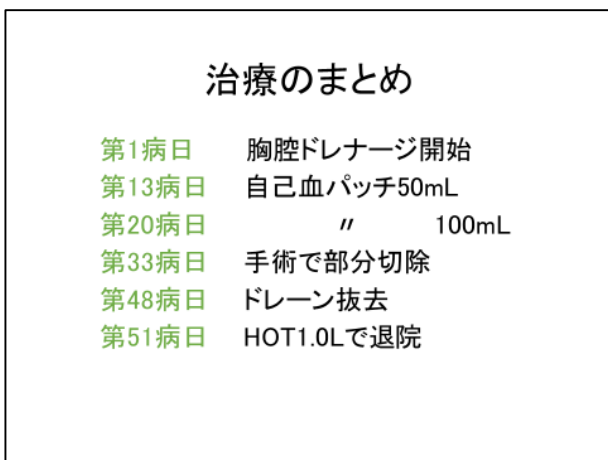 治療のまとめ
第1病日 胸腔ドレナージ開始
第13病日 自己血パッチ50mL
第20病日 〃 100mL
第33病日 手術で部分切除
第48病日 ドレーン抜去
第51病日 HOT1.0Lで退院